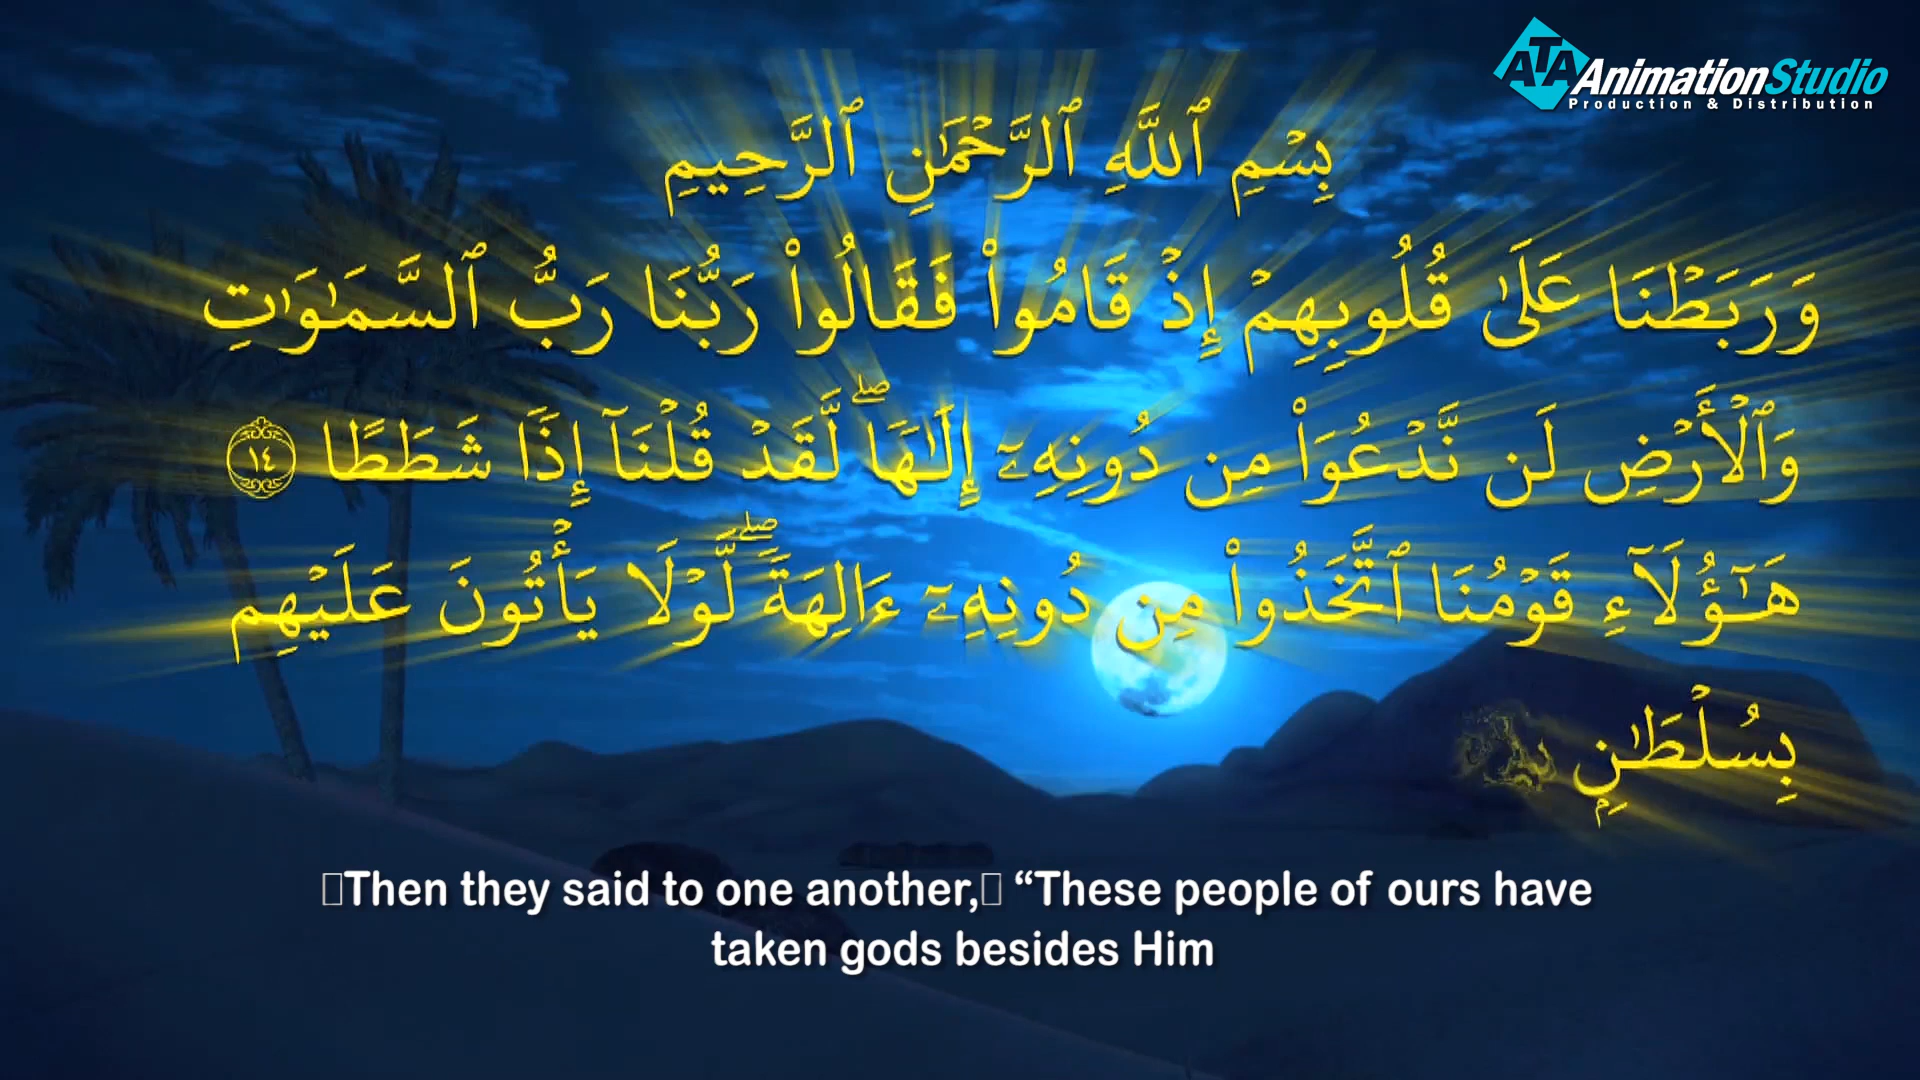 ATA AnimationStudio
Production & Distribution
بِسْمِ ٱللَّهِ ٱلرَّحْمَٰنِ ٱلرَّحِيمِ
وَرَبَطْنَا عَلَىٰ قُلُوبِهِمْ إِذْ قَامُوا۟ فَقَالُوا۟ رَبُّنَا رَبُّ ٱلسَّمَٰوَٰتِ
وَٱلْأَرْضِ لَن نَّدْعُوَا۟ مِن دُونِهِۦٓ إِلَٰهًا ۖ لَّقَدْ قُلْنَآ إِذًا شَطَطًا ١٤
هَٰٓؤُلَآءِ قَوْمُنَا ٱتَّخَذُوا۟ مِن دُونِهِۦٓ ءَالِهَةً ۖ لَّوْلَا يَأْتُونَ عَلَيْهِم
بِسُلْطَٰنٍۭ
Then they said to one another, “These people of ours have
taken gods besides Him